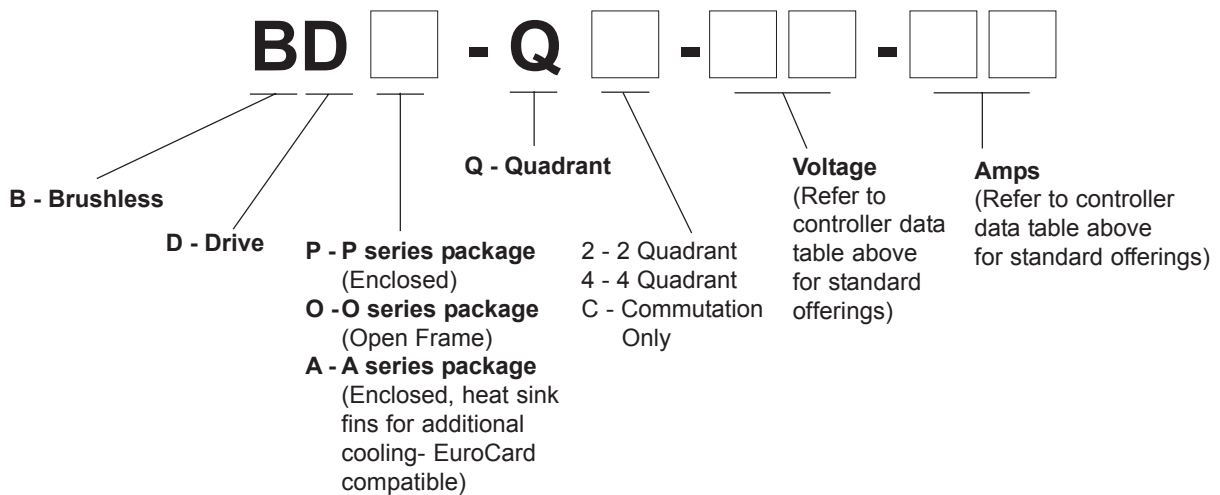 BD - Q - -
B - Brushless
D - Drive
P - P series package
(Enclosed)
O - O series package
(Open Frame)
A - A series package
(Enclosed, heat sink
fins for additional
cooling- EuroCard
compatible)
Q - Quadrant
2 - 2 Quadrant
4 - 4 Quadrant
C - Commutation
Only
Voltage
(Refer to
controller data
table above
for standard
offerings)
Amps
(Refer to controller
data table above
for standard offerings)